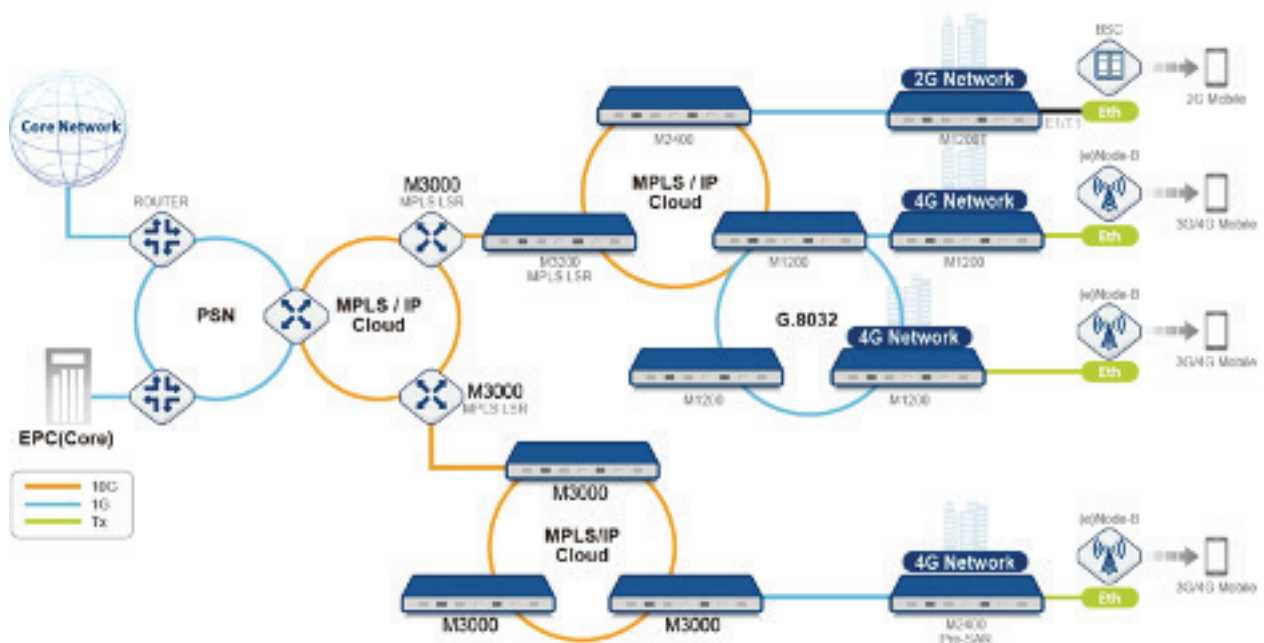 BSC
2G Network
Core Network
Eth
2G Mobile
M2400
M1200T
E1/T1
(e)Node-B
M3000
MPLS LSR
MPLS / IP
Cloud
4G Network
ROUTER
Eth
3G/4G Mobile
M3200
MPLS LSR
M1200
M1200
PSN
MPLS / IP
Cloud
G.8032
(e)Node-B
4G Network
Eth
3G/4G Mobile
M1200
M1200
M3000
MPLS LSR
EPC(Core)
10G
1G
Tx
M3000
MPLS/IP
Cloud
(e)Node-B
4G Network
Eth
3G/4G Mobile
M3000
M3000
M2400